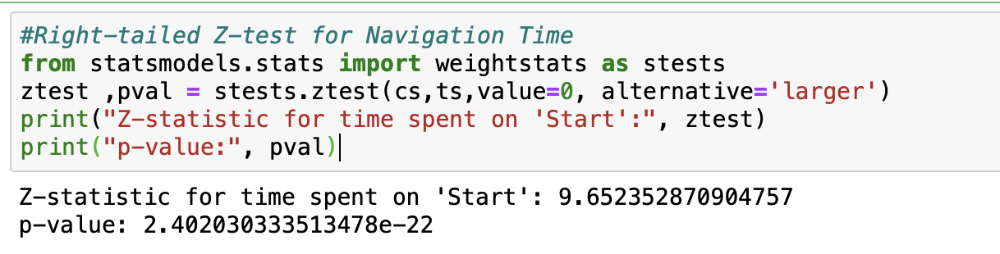 #Right-tailed Z-test for Navigation Time
from statsmodels.stats import weightstats as stests
ztest ,pval = stests.ztest(cs,ts,value=0, alternative='larger')
print("Z-statistic for time spent on 'Start':", ztest)
print("p-value:", pval)
Z-statistic for time spent on 'Start': 9.652352870904757
p-value: 2.402030333513478e-22